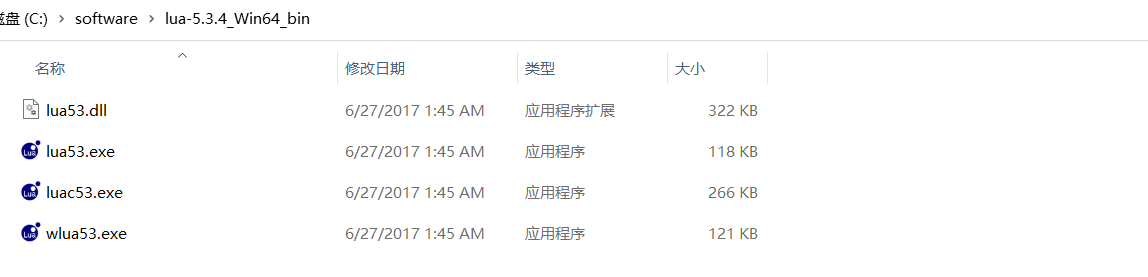 磁盘 (C:) › software › lua-5.3.4_Win64_bin
名称 修改日期 类型 大小
lua53.dll 6/27/2017 1:45 AM 应用程序扩展 322 KB
lua53.exe 6/27/2017 1:45 AM 应用程序 118 KB
luac53.exe 6/27/2017 1:45 AM 应用程序 266 KB
wlua53.exe 6/27/2017 1:45 AM 应用程序 121 KB